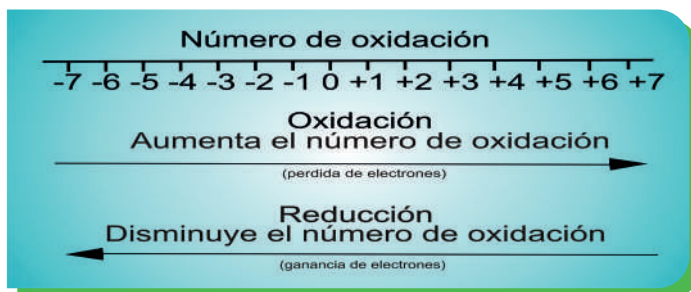 Número de oxidación
-7 -6 -5 -4 -3 -2 -1 0 +1 +2 +3 +4 +5 +6 +7
Oxidación
Aumenta el número de oxidación
(perdida de electrones)
Reducción
Disminuye el número de oxidación
(ganancia de electrones)